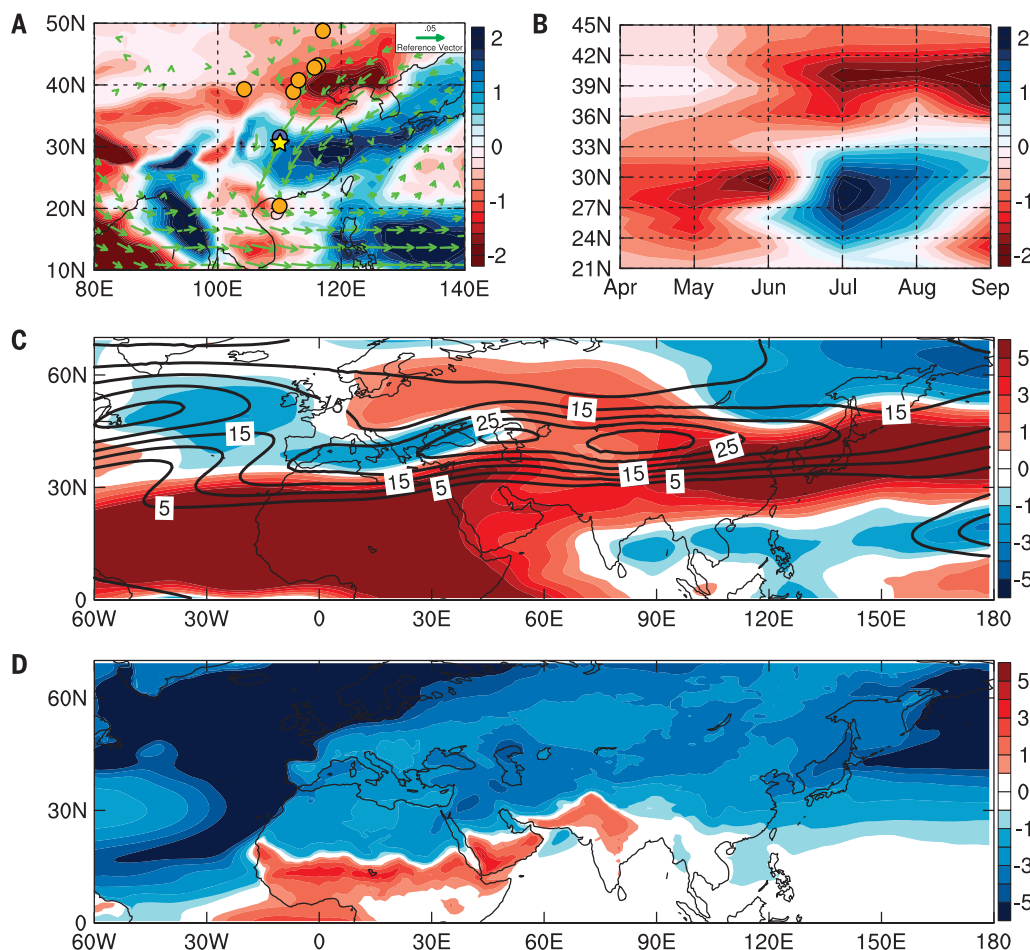 A
50N
40N
30N
20N
10N
80E
100E
120E
140E
.05
Reference Vector
2
1
0
-1
-2
B
45N
42N
39N
36N
33N
30N
27N
24N
21N
Apr
May
Jun
Jul
Aug
Sep
2
1
0
-1
-2
C
60N
30N
0
60W
30W
0
30E
60E
90E
120E
150E
180
15
5
25
15
5
15
15
5
25
15
5
3
1
0
-1
-3
-5
D
60N
30N
0
60W
30W
0
30E
60E
90E
120E
150E
180
5
3
1
0
-1
-3
-5